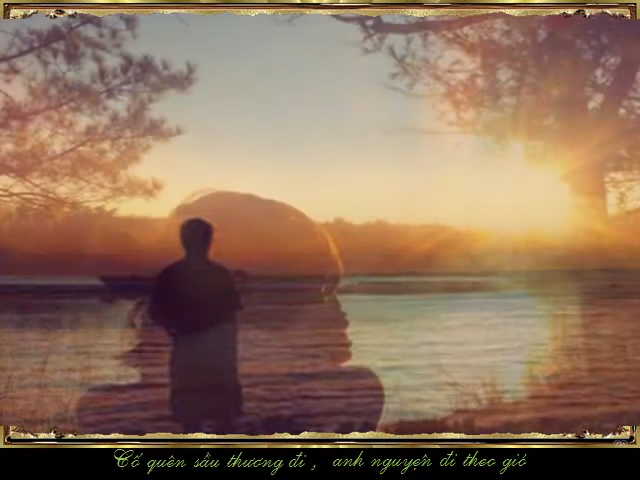 Cố quên sầu thương đi , anh nguyện đi theo gió